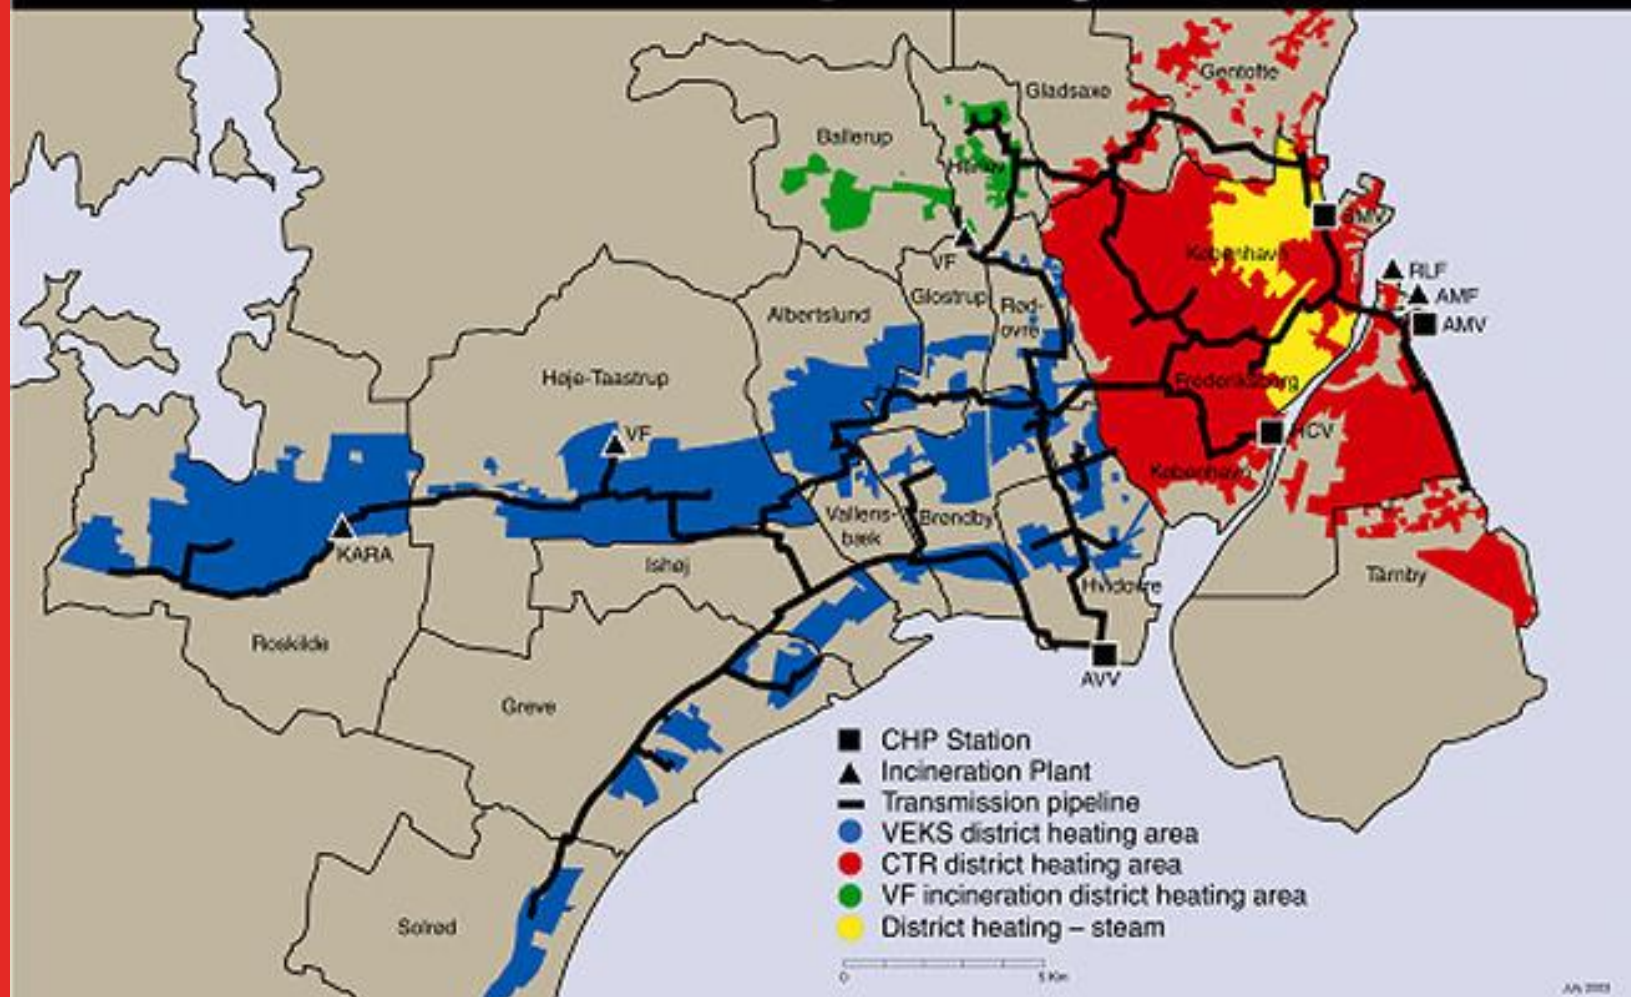 Gentofte
Gladsaxe
Ballerup
Herlev
København
RLF
AMF
AMV
VF
Glostrup
Rød-
ovre
Albertslund
Høje-Taastrup
VF
Frederiksberg
HCV
København
KARA
Vallens-
bæk
Brøndby
Ishøj
Hvidovre
Tårnby
Roskilde
AVV
Greve
Solrød
CHP Station
Incineration Plant
Transmission pipeline
VEKS district heating area
CTR district heating area
VF incineration district heating area
District heating – steam
0 5 Km
July 2003